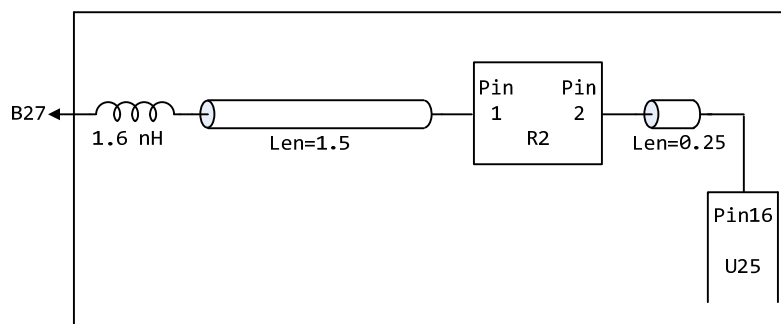 Pin Pin
B27 1 2
1.6 nH R2
Len=1.5 Len=0.25
Pin16
U25